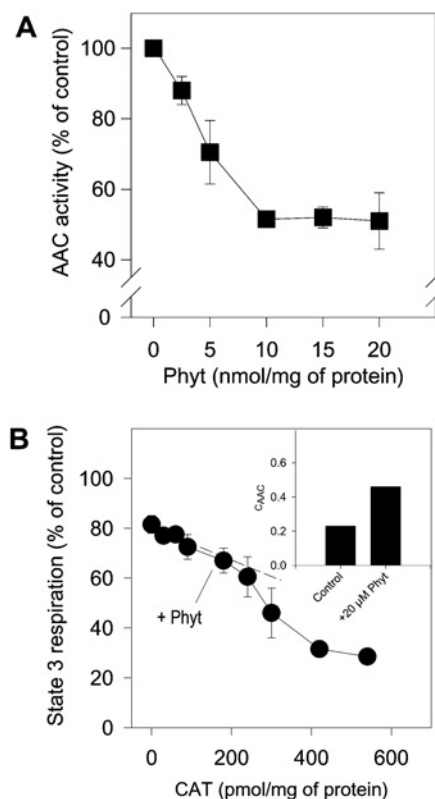 A
AAC activity (% of control)
100
80
60
40
0
0 5 10 15 20
Phyt (nmol/mg of protein)
B
State 3 respiration (% of control)
100
80
60
40
20
0
+ Phyt
0 200 400 600
CAT (pmol/mg of protein)
CAAC
0.6
0.4
0.2
0.0
Control
+20 µM Phyt